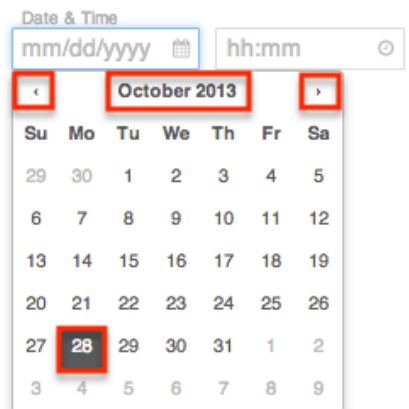 Date & Time
mm/dd/yyyy hh:mm
‹ October 2013 ›
Su Mo Tu We Th Fr Sa
29 30 1 2 3 4 5
6 7 8 9 10 11 12
13 14 15 16 17 18 19
20 21 22 23 24 25 26
27 28 29 30 31 1 2
3 4 5 6 7 8 9